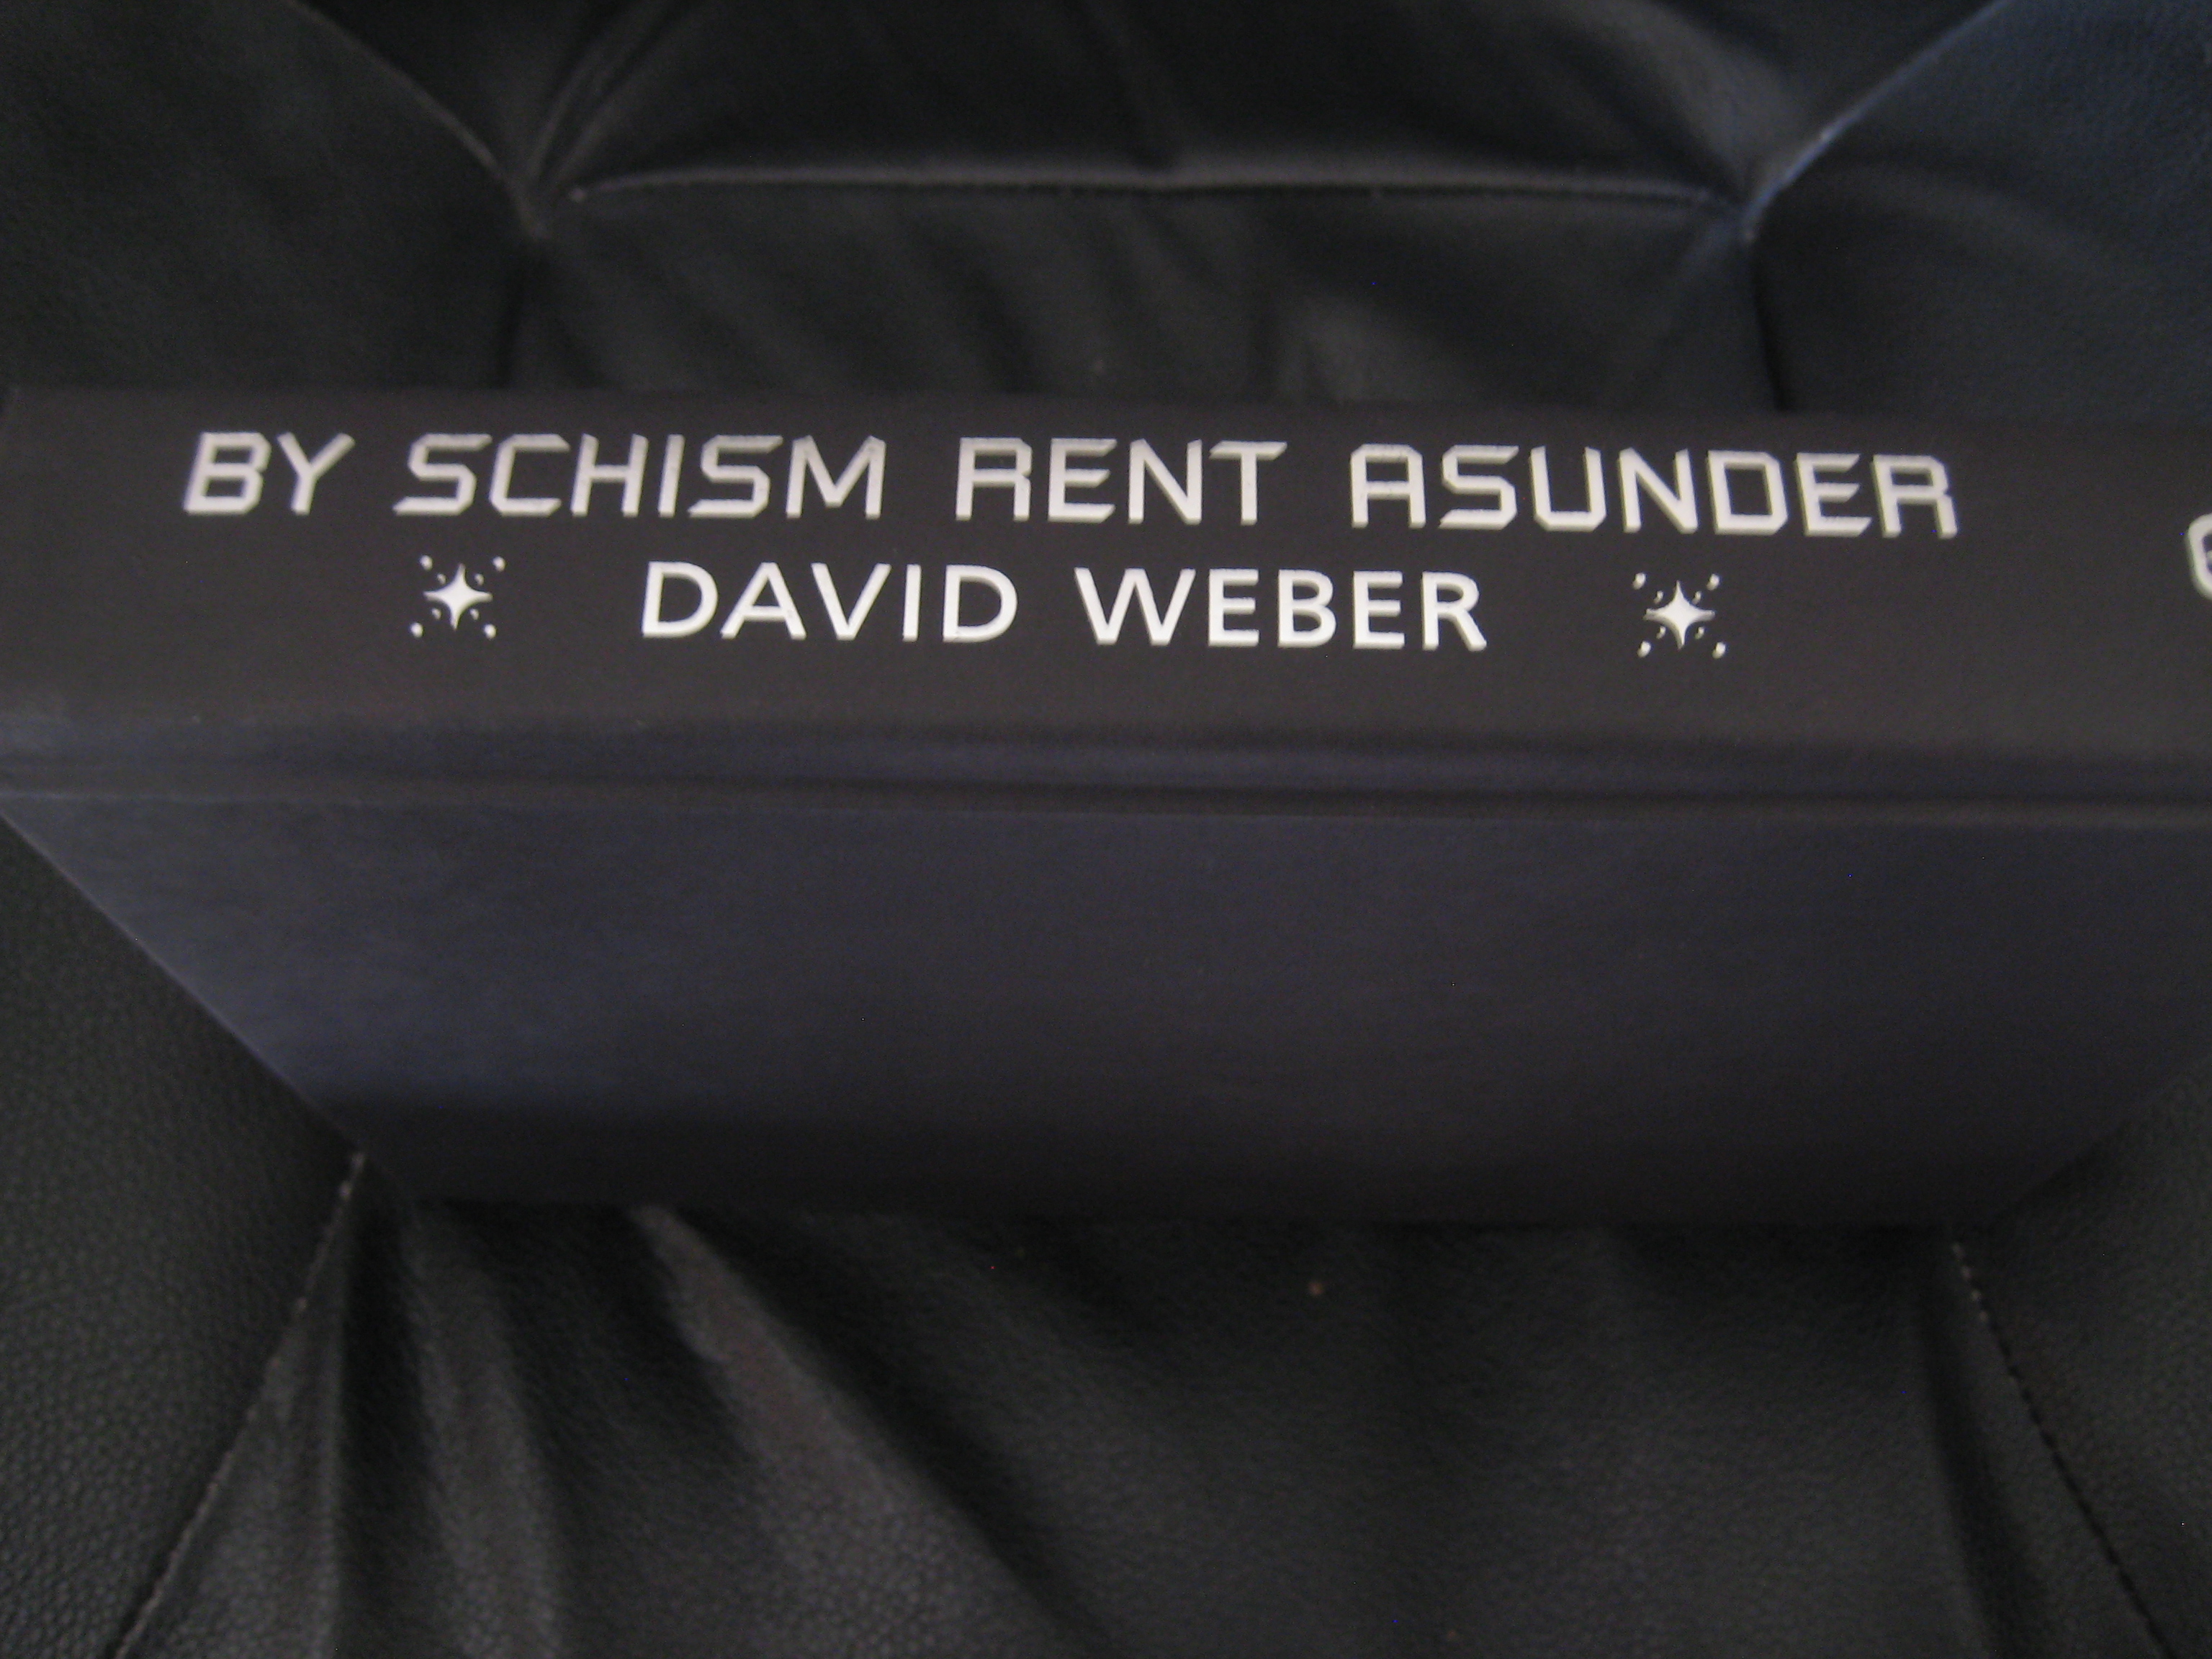 BY SCHISM RENT ASUNDER
DAVID WEBER